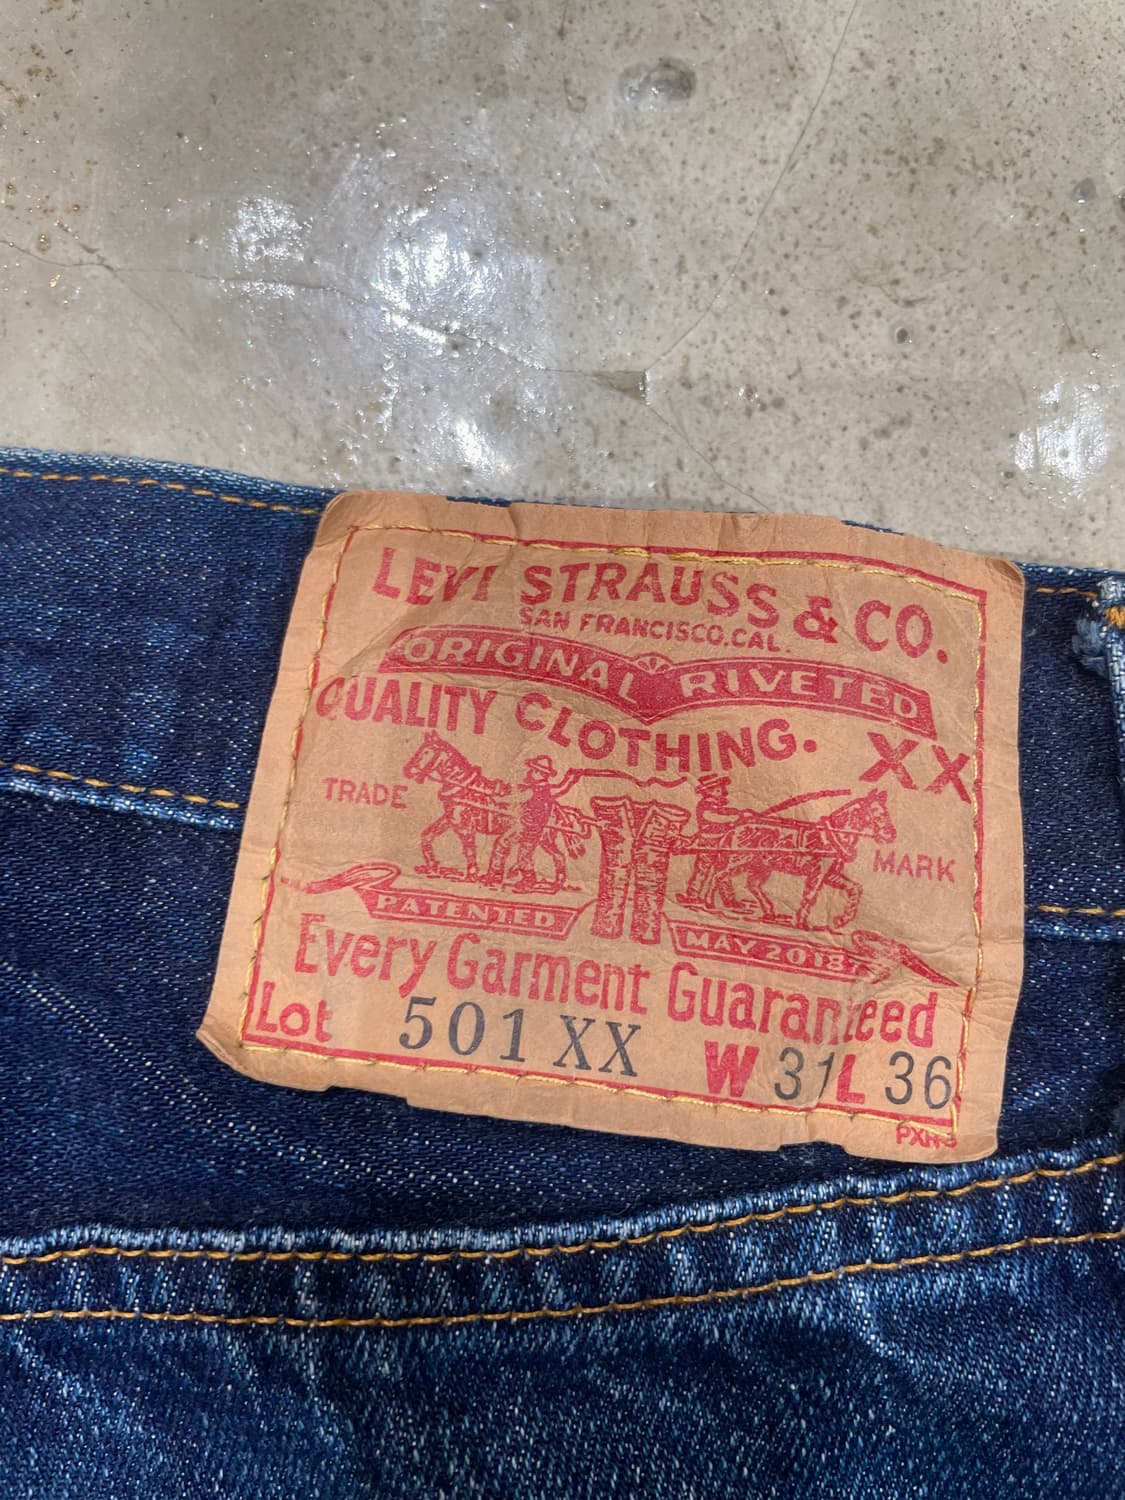 LEVI STRAUSS & CO.
SAN FRANCISCO.CAL.
ORIGINAL RIVETED
QUALITY CLOTHING.
XX
TRADE
MARK
PATENTED
MAY 20 187
Every Garment Guaranteed
Lot 501 XX W 31 L 36